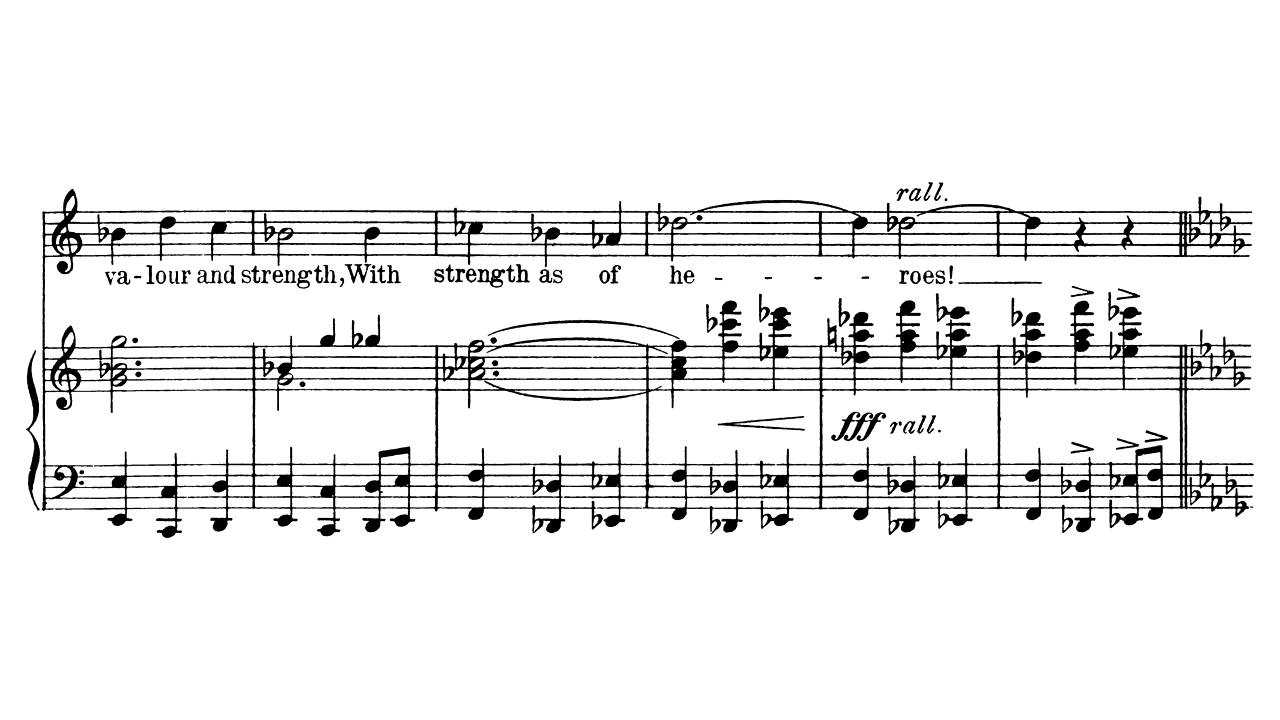 rall.
va-lour and strength, With strength as of he - - - - roes!
fff rall.